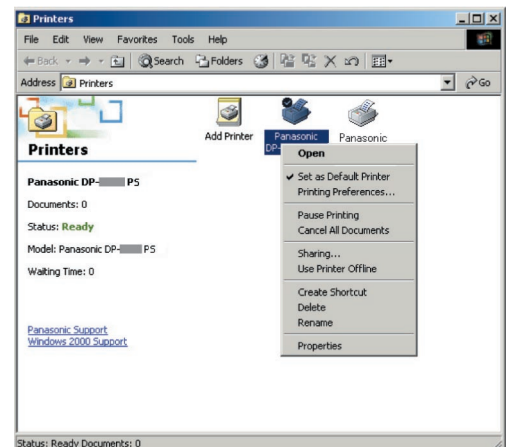 Printers
File Edit View Favorites Tools Help
Back Search Folders
Address Printers Go
Printers
Panasonic DP- PS
Documents: 0
Status: Ready
Model: Panasonic DP- PS
Waiting Time: 0
Panasonic Support
Windows 2000 Support
Add Printer Panasonic Panasonic
DP-
Open
Set as Default Printer
Printing Preferences...
Pause Printing
Cancel All Documents
Sharing...
Use Printer Offline
Create Shortcut
Delete
Rename
Properties
Status: Ready Documents: 0